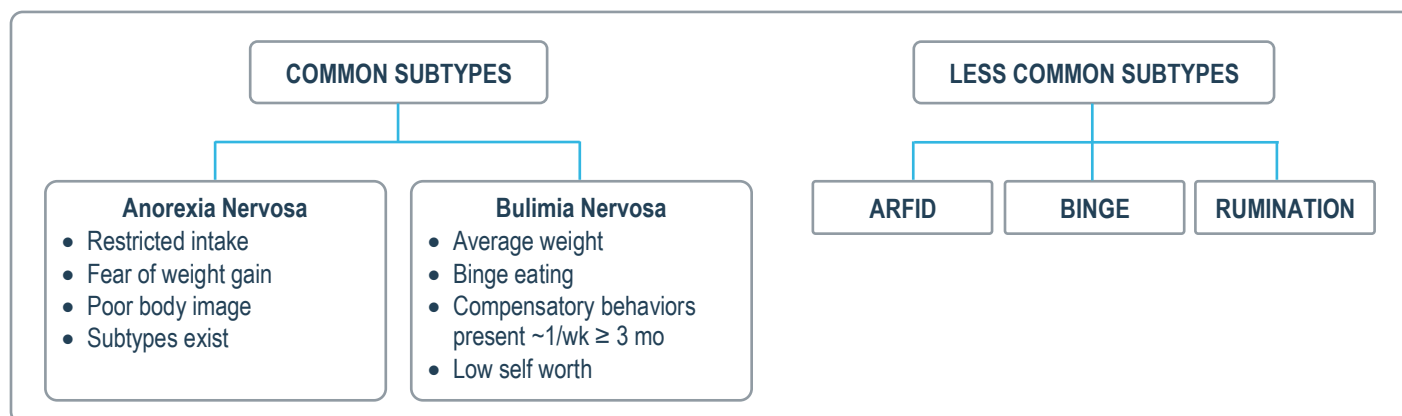 COMMON SUBTYPES
Anorexia Nervosa
• Restricted intake
• Fear of weight gain
• Poor body image
• Subtypes exist
Bulimia Nervosa
• Average weight
• Binge eating
• Compensatory behaviors
present ~1/wk ≥ 3 mo
• Low self worth
LESS COMMON SUBTYPES
ARFID
BINGE
RUMINATION